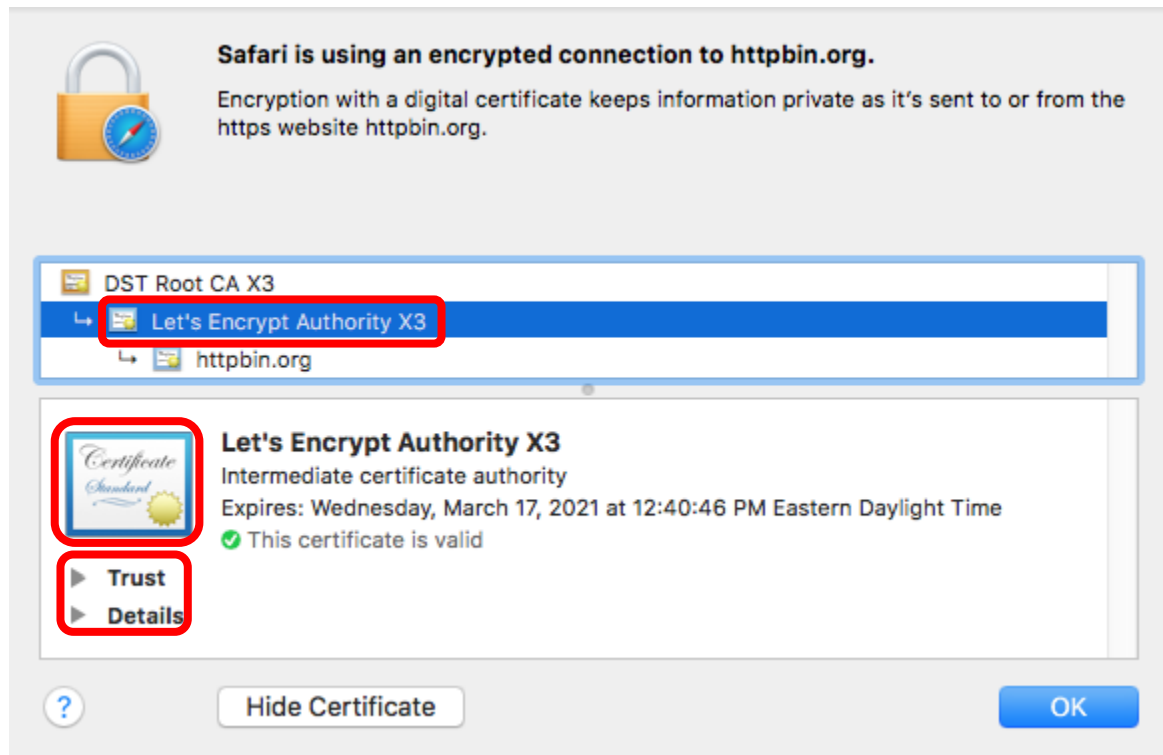 Safari is using an encrypted connection to httpbin.org.
Encryption with a digital certificate keeps information private as it’s sent to or from the
https website httpbin.org.
DST Root CA X3
Let's Encrypt Authority X3
httpbin.org
Certificate
Standard
Let's Encrypt Authority X3
Intermediate certificate authority
Expires: Wednesday, March 17, 2021 at 12:40:46 PM Eastern Daylight Time
This certificate is valid
Trust
Details
?
Hide Certificate
OK